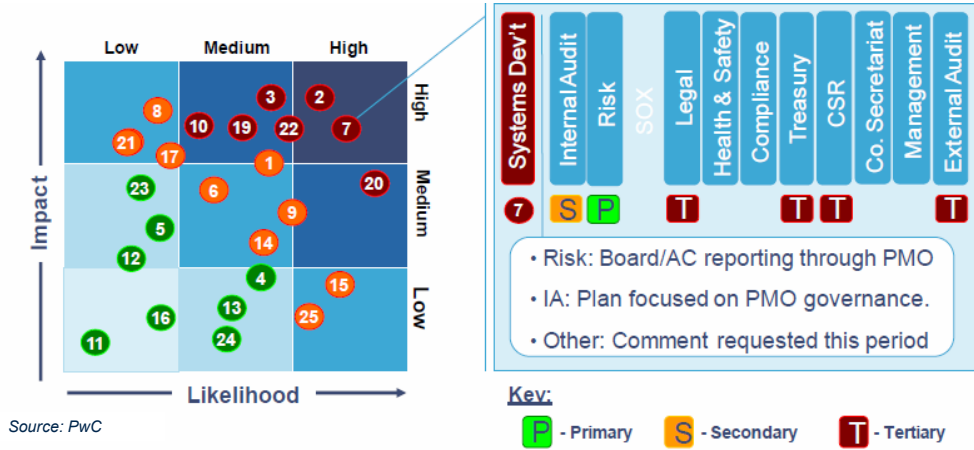 Low Medium High
8
3
2
10
19
22
7
21
17
1
High
23
6
20
5
9
14
12
Medium
4
15
16
13
25
11
24
Low
Impact
Likelihood
Source: PwC
Systems Dev't
Internal Audit
Risk
SOX
Legal
Health & Safety
Compliance
Treasury
CSR
Co. Secretariat
Management
External Audit
7 S P T T T T
• Risk: Board/AC reporting through PMO
• IA: Plan focused on PMO governance.
• Other: Comment requested this period
Key:
P - Primary S - Secondary T - Tertiary